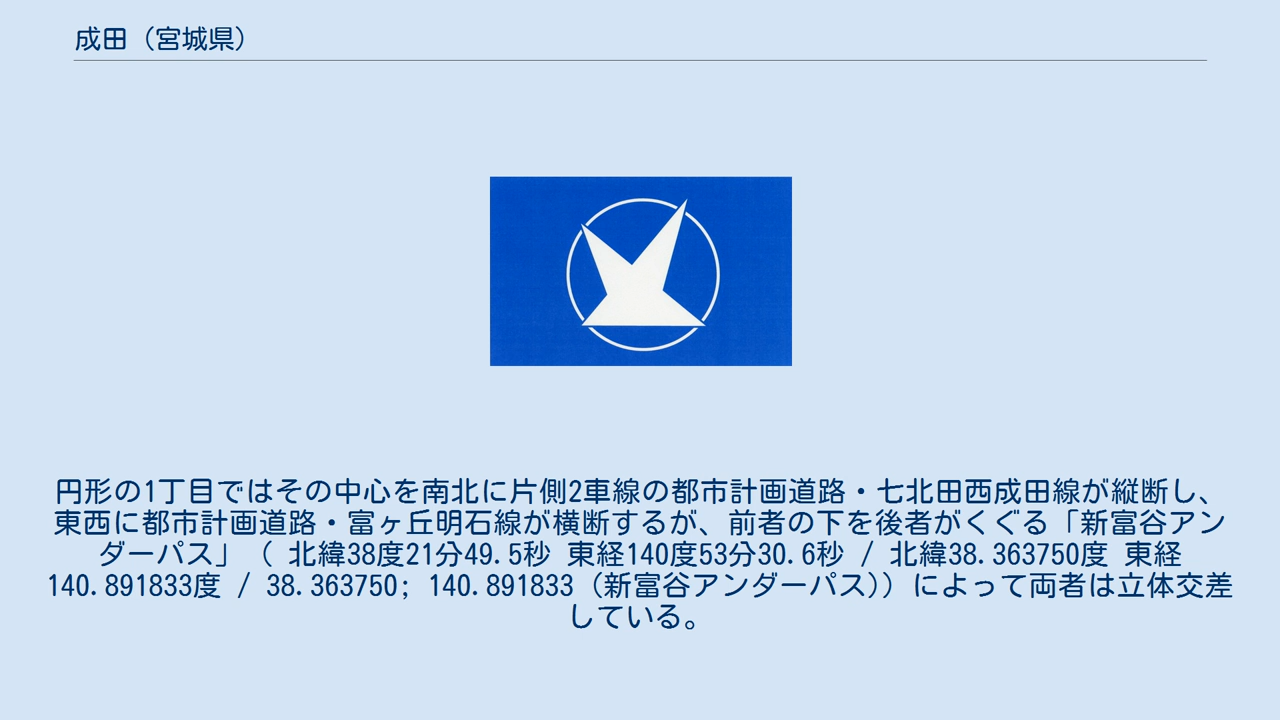 成田（宮城県）
円形の1丁目ではその中心を南北に片側2車線の都市計画道路・七北田西成田線が縦断し、
東西に都市計画道路・富ヶ丘明石線が横断するが、前者の下を後者がくぐる「新富谷アン
ダーパス」（ 北緯38度21分49.5秒 東経140度53分30.6秒 / 北緯38.363750度 東経
140.891833度 / 38.363750; 140.891833（新富谷アンダーパス））によって両者は立体交差
している。